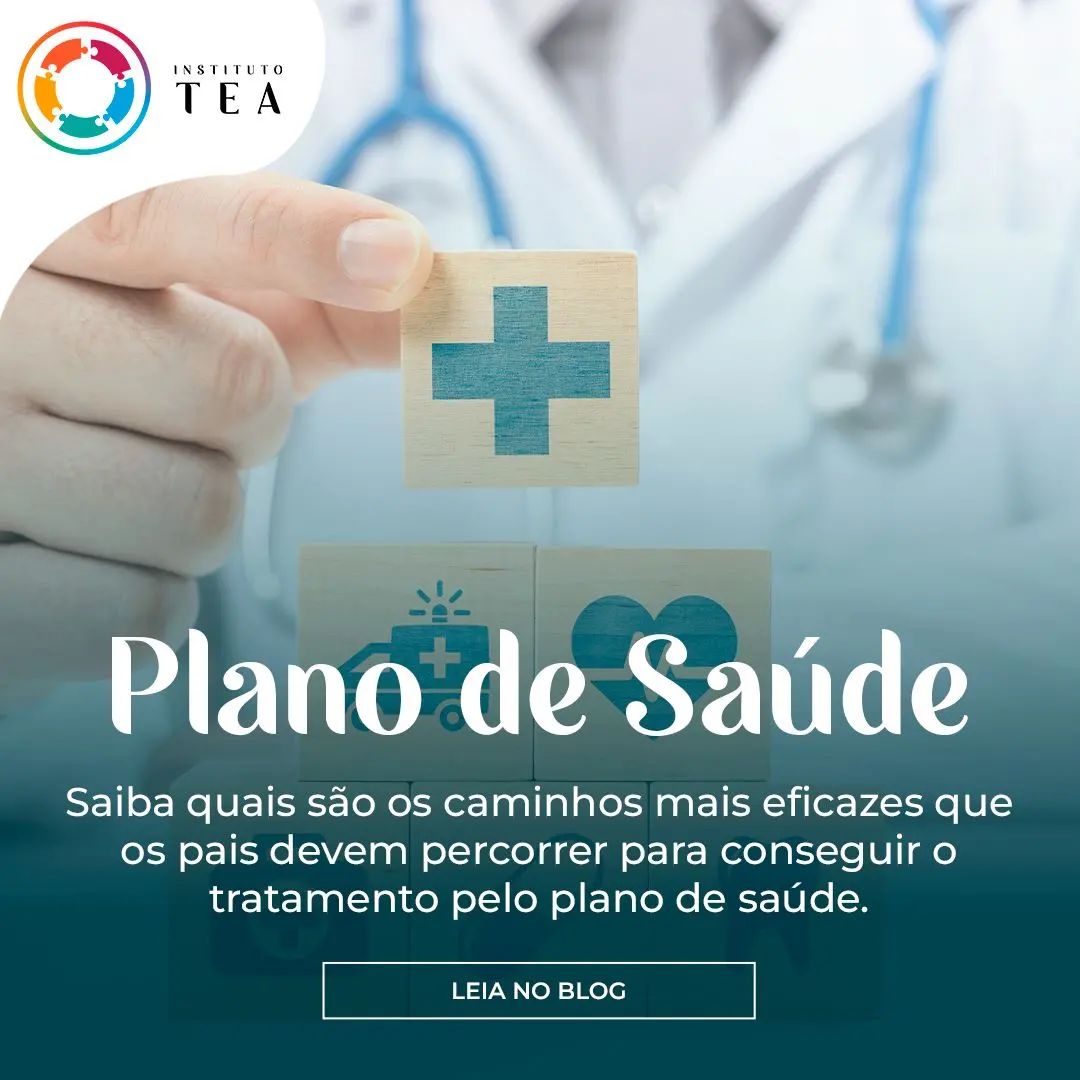 INSTITUTO
TEA
Plano de Saúde
Saiba quais são os caminhos mais eficazes que
os pais devem percorrer para conseguir o
tratamento pelo plano de saúde.
LEIA NO BLOG